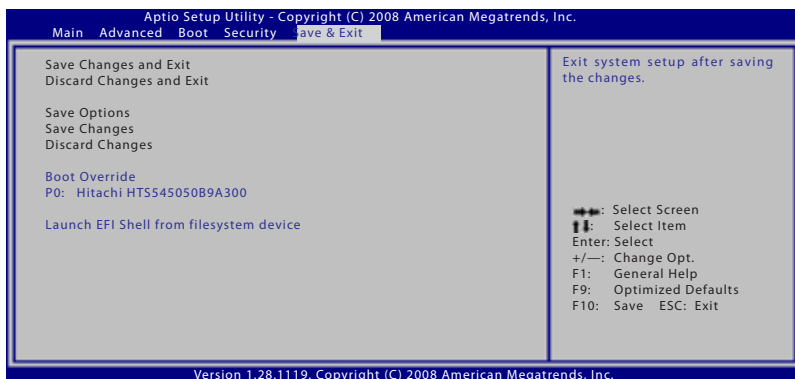 Aptio Setup Utility - Copyright (C) 2008 American Megatrends, Inc.
Main Advanced Boot Security Save & Exit
Save Changes and Exit
Discard Changes and Exit
Save Options
Save Changes
Discard Changes
Boot Override
P0: Hitachi HTS545050B9A300
Launch EFI Shell from filesystem device
Exit system setup after saving
the changes.
: Select Screen
: Select Item
Enter: Select
+/—: Change Opt.
F1: General Help
F9: Optimized Defaults
F10: Save ESC: Exit
Version 1.28.1119. Copyright (C) 2008 American Megatrends, Inc.